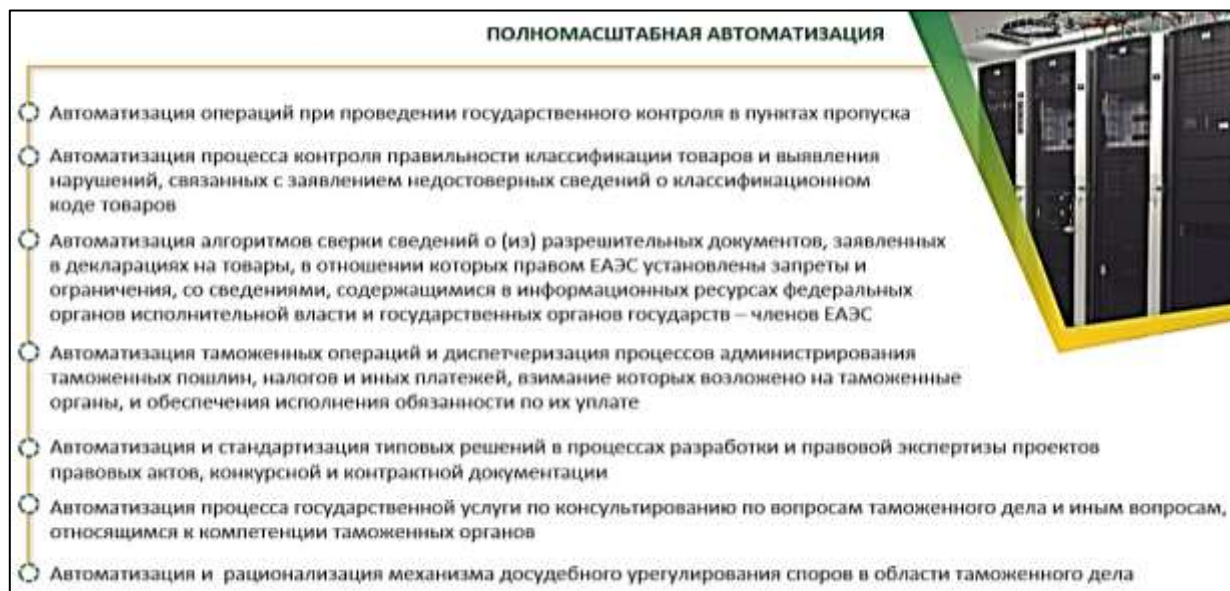 ПОЛНОМАСШТАБНАЯ АВТОМАТИЗАЦИЯ
Автоматизация операций при проведении государственного контроля в пунктах пропуска
Автоматизация процесса контроля правильности классификации товаров и выявления
нарушений, связанных с заявлением недостоверных сведений о классификационном
коде товаров
Автоматизация алгоритмов сверки сведений о (из) разрешительных документов, заявленных
в декларациях на товары, в отношении которых правом ЕАЭС установлены запреты и
ограничения, со сведениями, содержащимися в информационных ресурсах федеральных
органов исполнительной власти и государственных органов государств – членов ЕАЭС
Автоматизация таможенных операций и диспетчеризация процессов администрирования
таможенных пошлин, налогов и иных платежей, взимание которых возложено на таможенные
органы, и обеспечения исполнения обязанности по их уплате
Автоматизация и стандартизация типовых решений в процессах разработки и правовой экспертизы проектов
правовых актов, конкурсной и контрактной документации
Автоматизация процесса государственной услуги по консультированию по вопросам таможенного дела и иным вопросам,
относящимся к компетенции таможенных органов
Автоматизация и рационализация механизма досудебного урегулирования споров в области таможенного дела